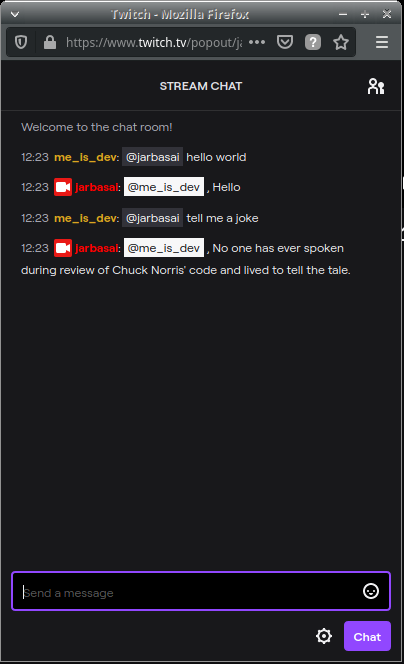 Twitch - Mozilla Firefox
https://www.twitch.tv/popout/ja
STREAM CHAT
Welcome to the chat room!
12:23 me_is_dev: @jarbasai hello world
12:23 jarbasai: @me_is_dev , Hello
12:23 me_is_dev: @jarbasai tell me a joke
12:23 jarbasai: @me_is_dev , No one has ever spoken
during review of Chuck Norris' code and lived to tell the tale.
Send a message
Chat